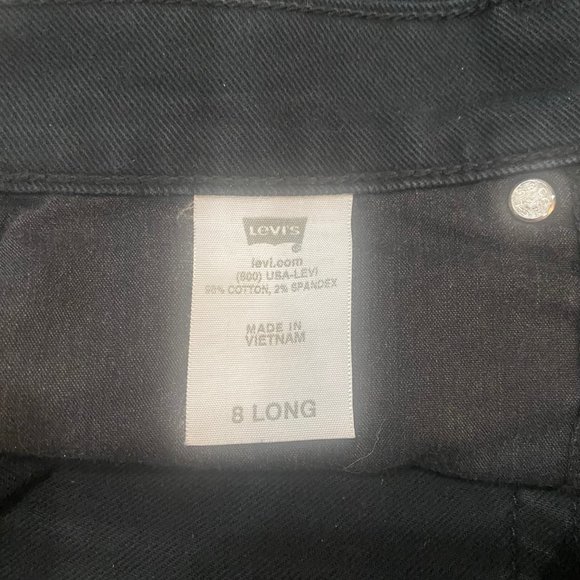 LEVI'S
levi.com
(800) USA-LEVI
98% COTTON, 2% SPANDEX
MADE IN
VIETNAM
8 LONG